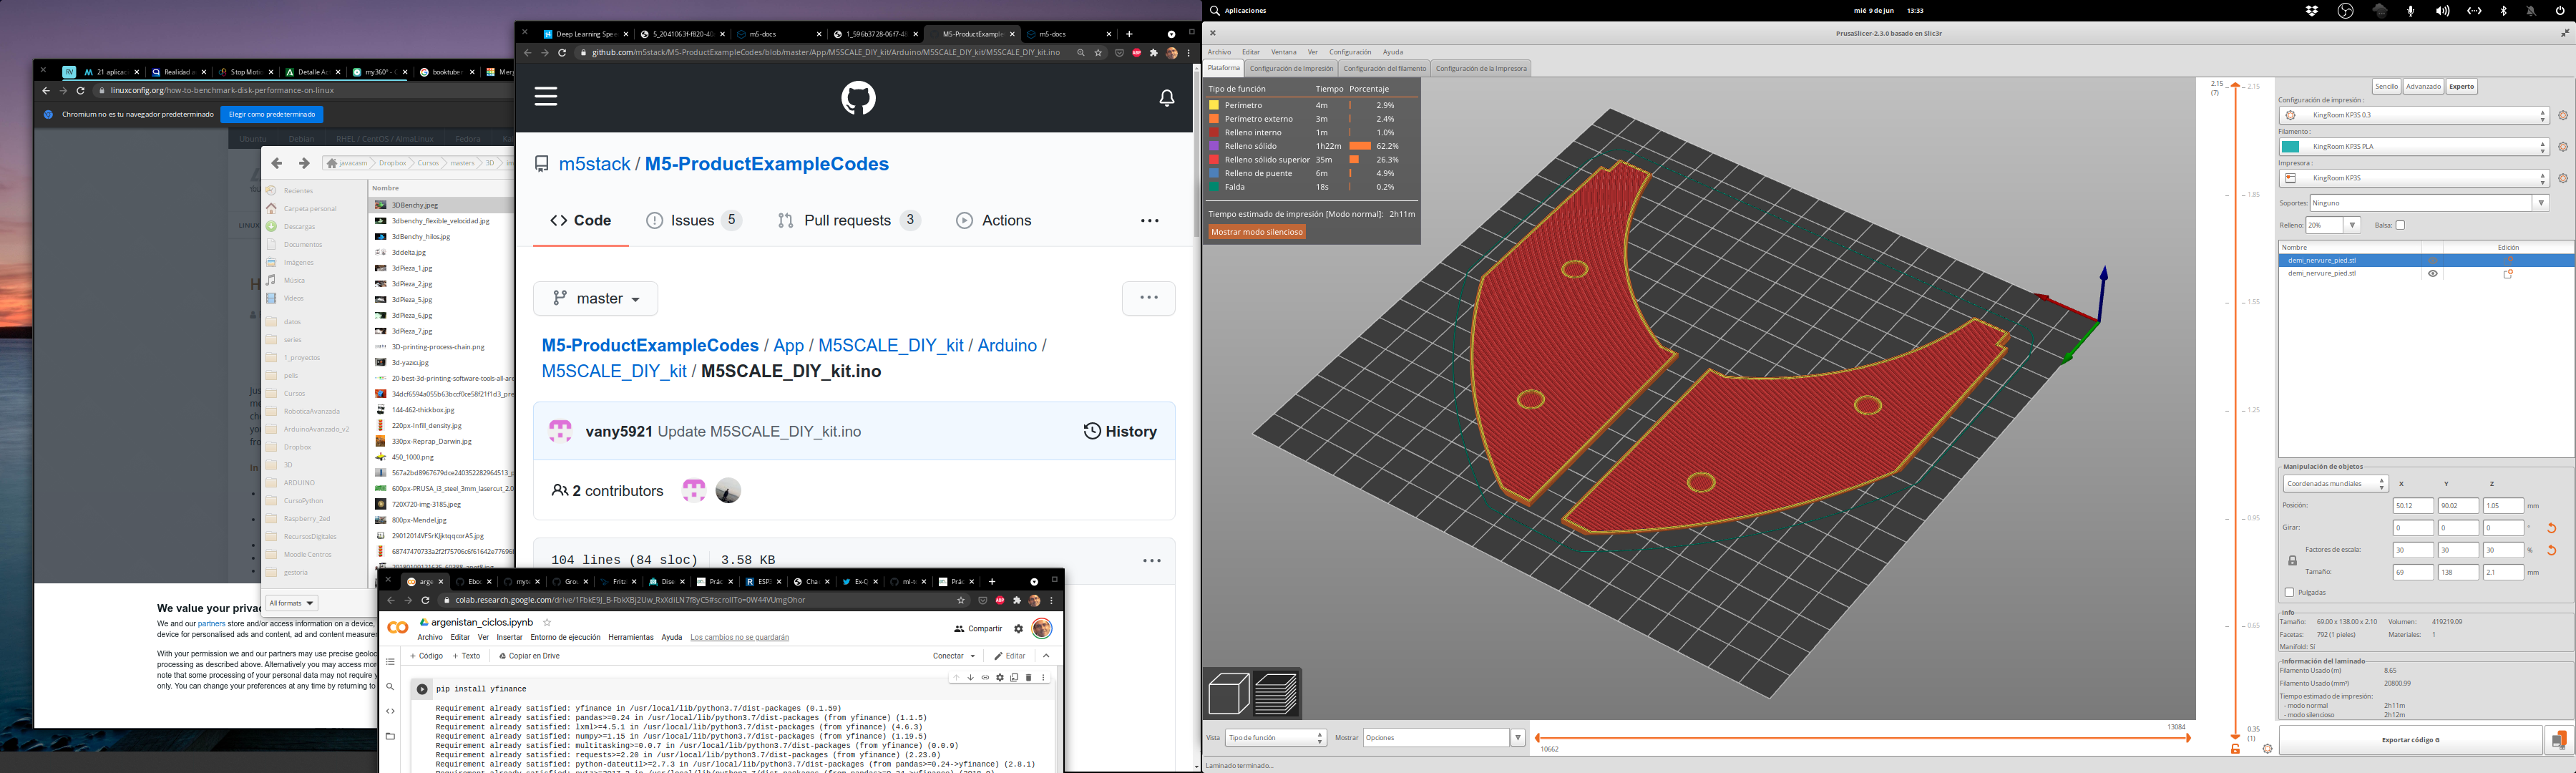 Aplicaciones
mié 9 de jun 13:33
21 aplicac
Realidad a
Stop Motio
Detalle Ac
my360° - C
booktuber
Mer
linuxconfig.org/how-to-benchmark-disk-performance-on-linux
Chromium no es tu navegador predeterminado
Elegir como predeterminado
Ubuntu Debian RHEL / CentOS / AlmaLinux Fedora
javacasm Dropbox Cursos masters 3D
Nombre
Recientes
Carpeta personal
Descargas
Documentos
Imágenes
Música
Vídeos
datos
series
1_proyectos
pelis
Cursos
RoboticaAvanzada
ArduinoAvanzado_v2
Dropbox
3D
ARDUINO
CursoPython
Raspberry_2ed
RecursosDigitales
Moodle Centros
gestoria
3DBenchy.jpeg
3dbenchy_flexible_velocidad.jpg
3dBenchy_hilos.jpg
3ddelta.jpg
3dPieza_1.jpg
3dPieza_2.jpg
3dPieza_5.jpg
3dPieza_6.jpg
3dPieza_7.jpg
3D-printing-process-chain.png
3d-yazıcı.jpg
20-best-3d-printing-software-tools-all-are
34dcf6594a055b63bccf0ce58f21f1d3_pre
144-462-thickbox.jpg
220px-Infill_density.jpg
330px-Reprap_Darwin.jpg
450_1000.png
567a2bd8967679dce240352282964513_p
600px-PRUSA_i3_steel_3mm_lasercut_2.0
720X720-img-3185.jpeg
800px-Mendel.jpg
29012014VFSrKJjktqqcorAS.jpg
All formats
We value your priva
We and our partners store and/or access information on a device,
device for personalised ads and content, ad and content measurer
With your permission we and our partners may use precise geoloc
processing as described above. Alternatively you may access mor
note that some processing of your personal data may not require y
only. You can change your preferences at any time by returning to
Deep Learning Spe
m5-docs
M5-ProductExample
m5-docs
github.com/m5stack/M5-ProductExampleCodes/blob/master/App/M5SCALE_DIY_kit/Arduino/M5SCALE_DIY_kit/M5SCALE_DIY_kit.ino
m5stack / M5-ProductExampleCodes
Code
Issues 5
Pull requests 3
Actions
master
M5-ProductExampleCodes / App / M5SCALE_DIY_kit / Arduino /
M5SCALE_DIY_kit / M5SCALE_DIY_kit.ino
vany5921 Update M5SCALE_DIY_kit.ino
History
2 contributors
104 lines (84 sloc) 3.58 KB
colab.research.google.com/drive/1FbkE9J_B-FbkXBj2Uw_RxXdiLN7fByC5#scrollTo=0W44VUmgOhor
argenistan_ciclos.ipynb
Archivo Editar Ver Insertar Entorno de ejecución Herramientas Ayuda Los cambios no se guardarán
Compartir
+ Código + Texto Copiar en Drive
Conectar
Editar
pip install yfinance
Requirement already satisfied: yfinance in /usr/local/lib/python3.7/dist-packages (0.1.59)
Requirement already satisfied: pandas>=0.24 in /usr/local/lib/python3.7/dist-packages (from yfinance) (1.1.5)
Requirement already satisfied: lxml>=4.5.1 in /usr/local/lib/python3.7/dist-packages (from yfinance) (4.6.3)
Requirement already satisfied: numpy>=1.15 in /usr/local/lib/python3.7/dist-packages (from yfinance) (1.19.5)
Requirement already satisfied: multitasking>=0.0.7 in /usr/local/lib/python3.7/dist-packages (from yfinance) (0.0.9)
Requirement already satisfied: requests>=2.20 in /usr/local/lib/python3.7/dist-packages (from yfinance) (2.23.0)
Requirement already satisfied: python-dateutil>=2.7.3 in /usr/local/lib/python3.7/dist-packages (from pandas>=0.24->yfinance) (2.8.1)
PrusaSlicer-2.3.0 basado en Slic3r
Archivo Editar Ventana Ver Configuración Ayuda
Plataforma
Configuración de Impresión
Configuración del filamento
Configuración de la Impresora
Tipo de función Tiempo Porcentaje
Perímetro 4m 2.9%
Perímetro externo 3m 2.4%
Relleno interno 1m 1.0%
Relleno sólido 1h22m 62.2%
Relleno sólido superior 35m 26.3%
Relleno de puente 6m 4.9%
Falda 18s 0.2%
Tiempo estimado de impresión [Modo normal]: 2h11m
Mostrar modo silencioso
2.15
(7)
2.15
1.85
1.55
1.25
0.95
0.65
0.35
(1)
Vista Tipo de función
Mostrar Opciones
10662
13084
Laminado terminado...
Sencillo Avanzado Experto
Configuración de impresión :
KingRoom KP3S 0.3
Filamento :
KingRoom KP3S PLA
Impresora :
KingRoom KP3S
Soportes: Ninguno
Relleno: 20%
Balsa:
Nombre Edición
demi_nervure_pied.stl
demi_nervure_pied.stl
Manipulación de objetos
Coordenadas mundiales X Y Z
Posición: 50.12 90.02 1.05 mm
Girar: 0 0 0 °
Factores de escala: 30 30 30 %
Tamaño: 69 138 2.1 mm
Pulgadas
Info
Tamaño: 69.00 x 138.00 x 2.10 Volumen: 419219.09
Facetas: 792 (1 pieles) Materiales: 1
Manifold: Sí
Información del laminado
Filamento Usado (m) 8.65
Filamento Usado (mm³) 20800.99
Tiempo estimado de impresión:
- modo normal 2h11m
- modo silencioso 2h12m
Exportar código G